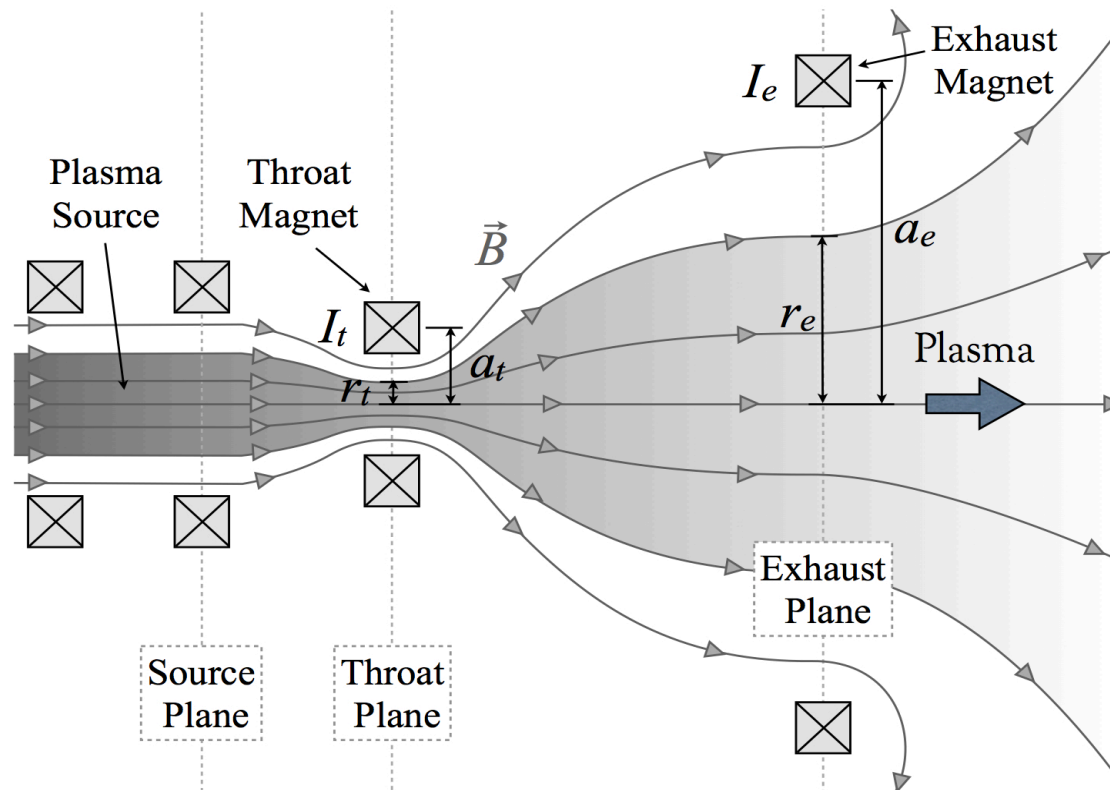 Exhaust
Magnet
I_e
Plasma
Source
Throat
Magnet
B⃗
a_e
I_t
r_e
a_t
Plasma
r_t
Exhaust
Plane
Source
Plane
Throat
Plane